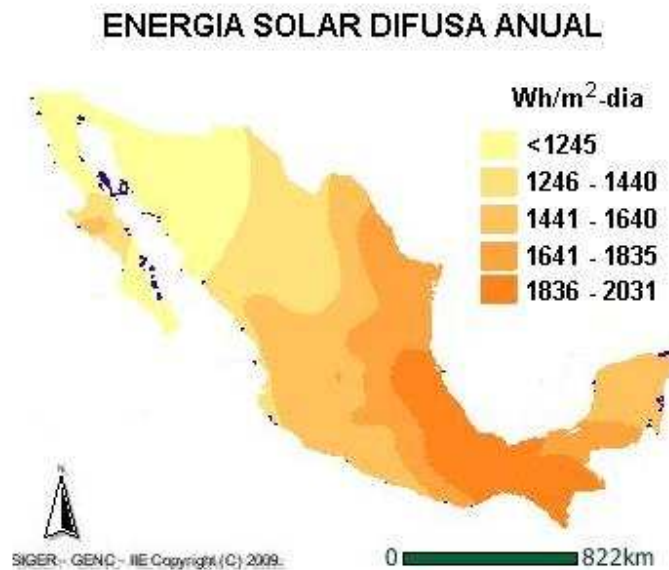 ENERGIA SOLAR DIFUSA ANUAL
Wh/m²-dia
<1245
1246 - 1440
1441 - 1640
1641 - 1835
1836 - 2031
N
SIGER - GENC - IIE Copyright (C) 2009.
0 822km